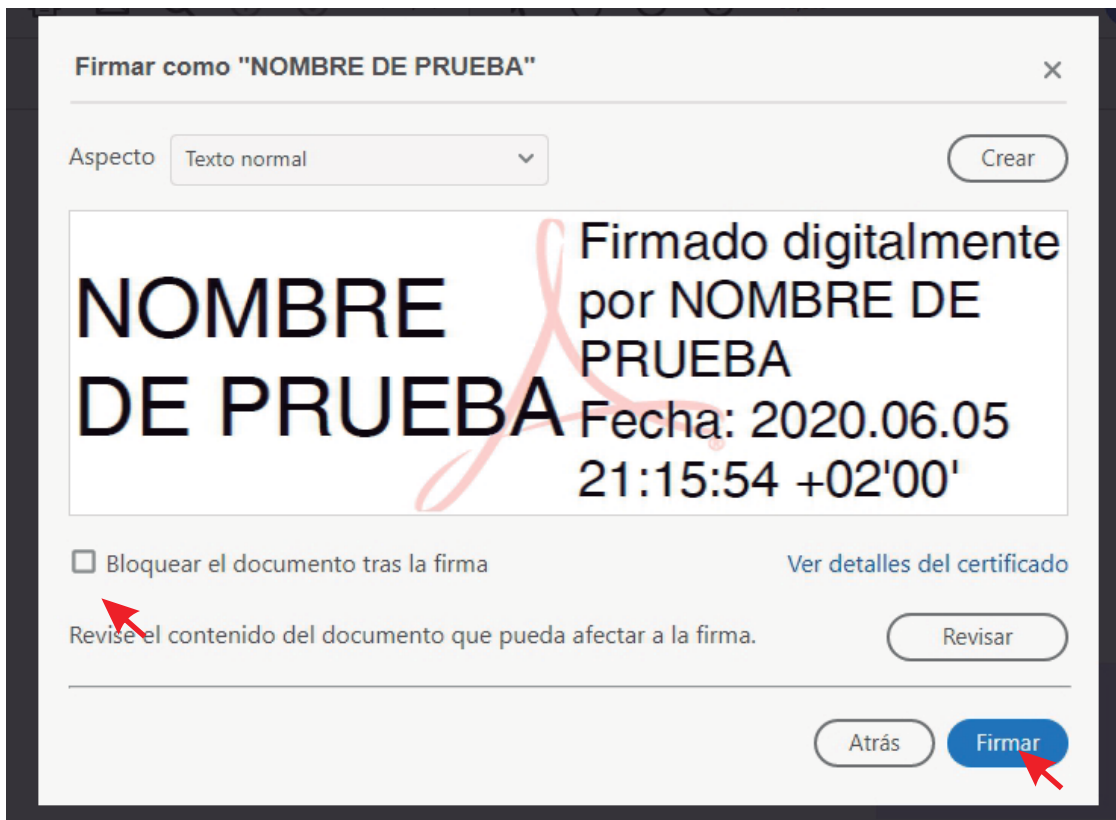 Firmar como "NOMBRE DE PRUEBA"
Aspecto
Texto normal
Crear
NOMBRE
DE PRUEBA
Firmado digitalmente
por NOMBRE DE
PRUEBA
Fecha: 2020.06.05
21:15:54 +02'00'
Bloquear el documento tras la firma
Ver detalles del certificado
Revise el contenido del documento que pueda afectar a la firma.
Revisar
Atrás
Firmar